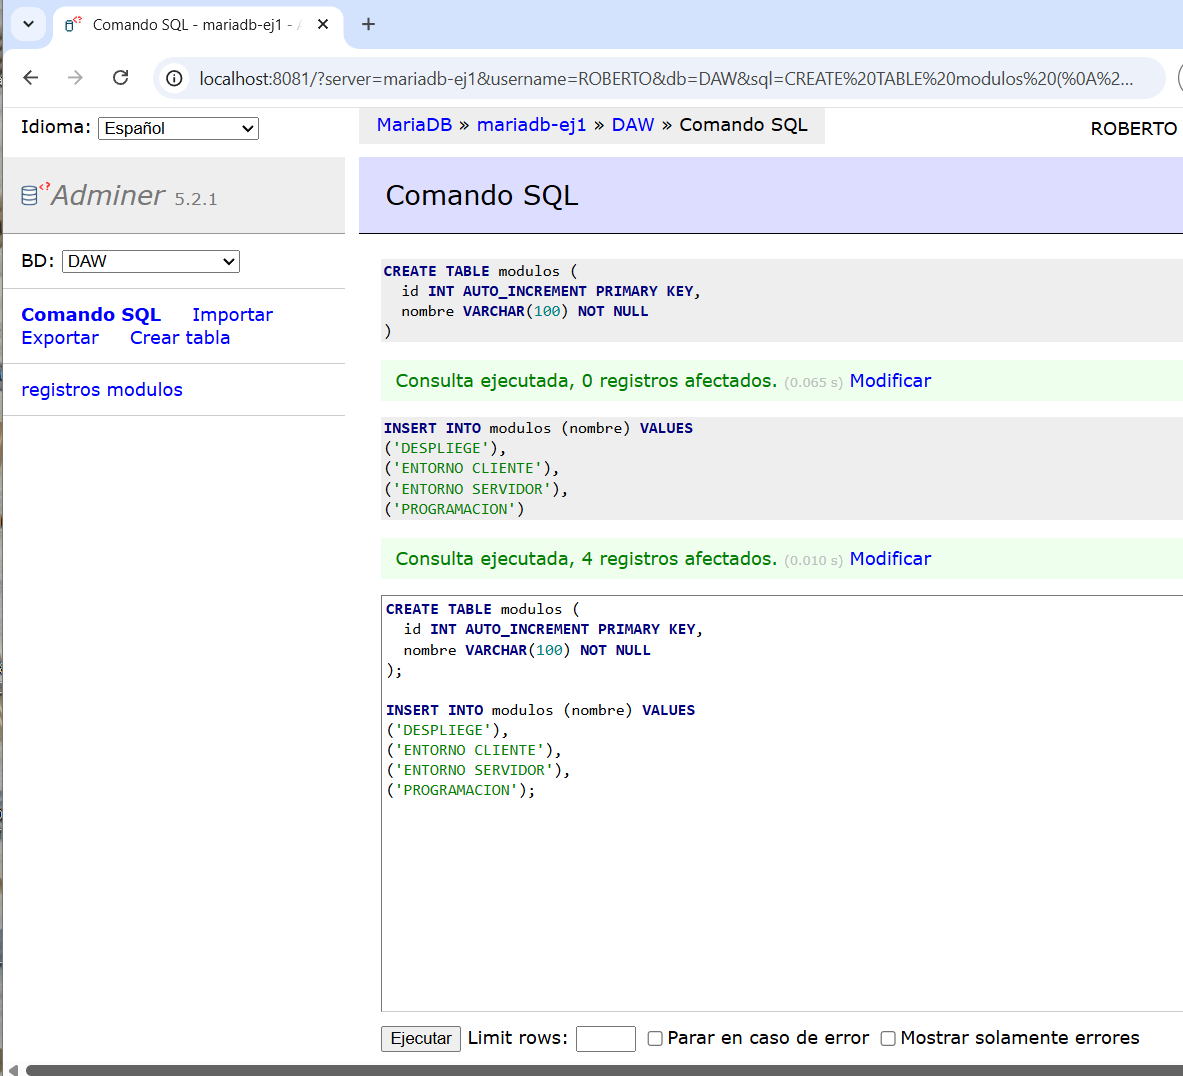 Comando SQL - mariadb-ej1 -
localhost:8081/?server=mariadb-ej1&username=ROBERTO&db=DAW&sql=CREATE%20TABLE%20modulos%20(%0A%2...
Idioma: Español
MariaDB » mariadb-ej1 » DAW » Comando SQL
ROBERTO
Adminer 5.2.1
Comando SQL
BD: DAW
Comando SQL Importar
Exportar Crear tabla
registros modulos
CREATE TABLE modulos (
id INT AUTO_INCREMENT PRIMARY KEY,
nombre VARCHAR(100) NOT NULL
)
Consulta ejecutada, 0 registros afectados. (0.065 s) Modificar
INSERT INTO modulos (nombre) VALUES
('DESPLIEGE'),
('ENTORNO CLIENTE'),
('ENTORNO SERVIDOR'),
('PROGRAMACION')
Consulta ejecutada, 4 registros afectados. (0.010 s) Modificar
CREATE TABLE modulos (
id INT AUTO_INCREMENT PRIMARY KEY,
nombre VARCHAR(100) NOT NULL
);
INSERT INTO modulos (nombre) VALUES
('DESPLIEGE'),
('ENTORNO CLIENTE'),
('ENTORNO SERVIDOR'),
('PROGRAMACION');
Ejecutar Limit rows: Parar en caso de error Mostrar solamente errores